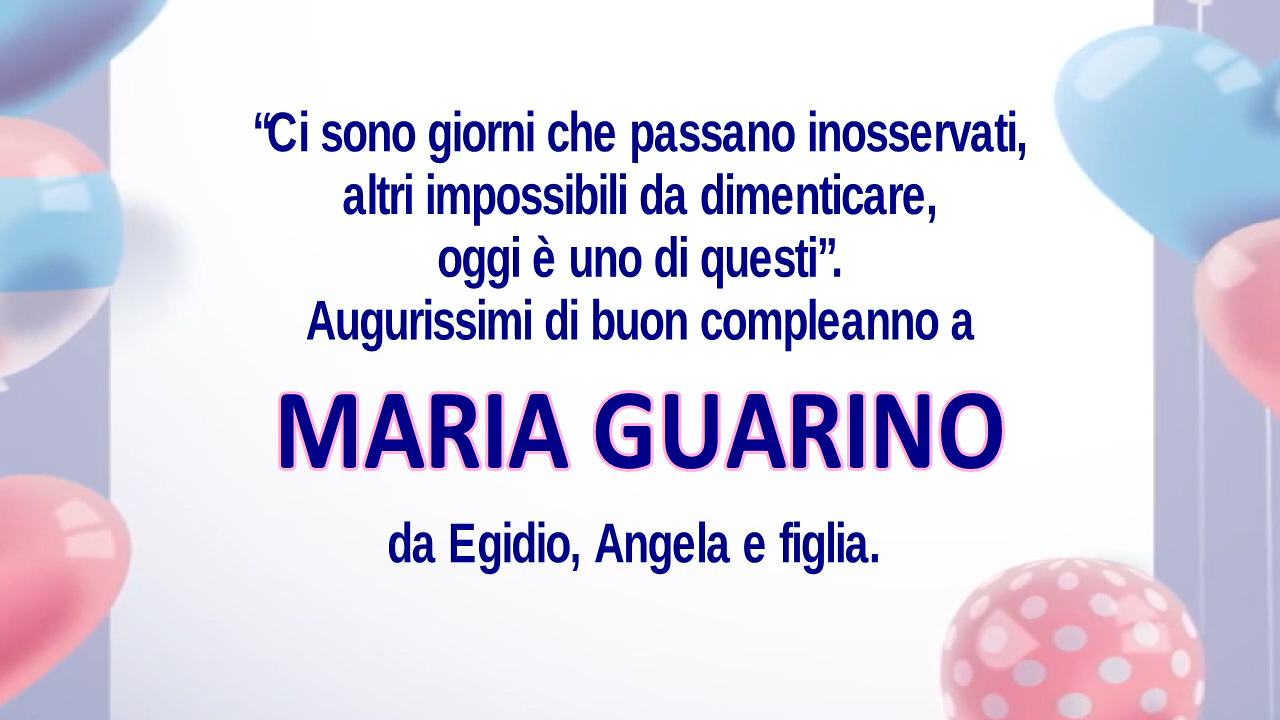 “Ci sono giorni che passano inosservati,
altri impossibili da dimenticare,
oggi è uno di questi”.
Augurissimi di buon compleanno a
MARIA GUARINO
da Egidio, Angela e figlia.